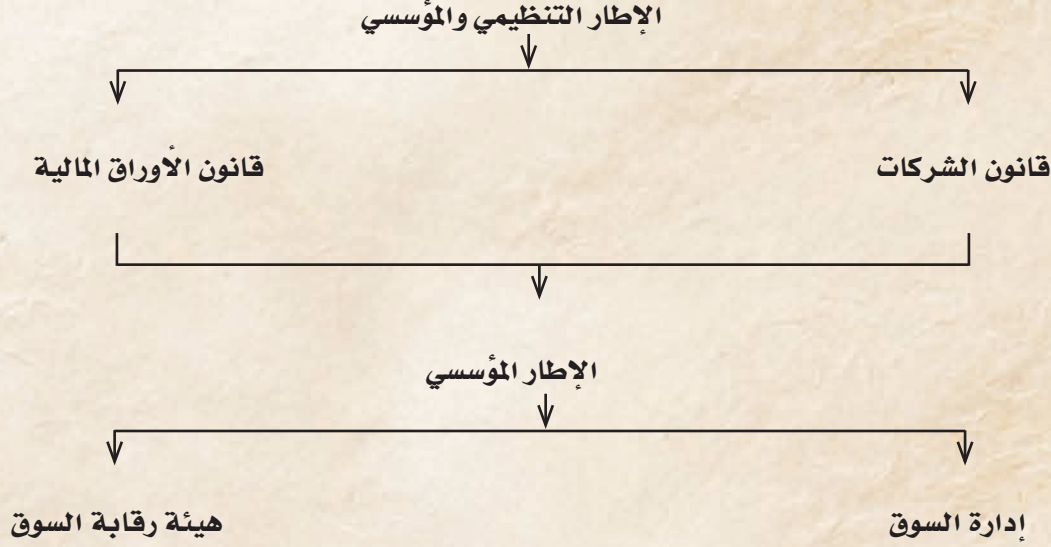 الإطار التنظيمي والمؤسسي
قانون الشركات
قانون الأوراق المالية
الإطار المؤسسي
إدارة السوق
هيئة رقابة السوق